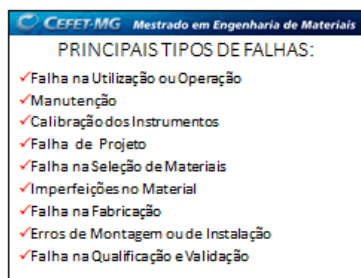 CEFET-MG Mestrado em Engenharia de Materiais
PRINCIPAIS TIPOS DE FALHAS:
✓Falha na Utilização ou Operação
✓Manutenção
✓Calibração dos Instrumentos
✓Falha de Projeto
✓Falha na Seleção de Materiais
✓Imperfeições no Material
✓Falha na Fabricação
✓Erros de Montagem ou de Instalação
✓Falha na Qualificação e Validação